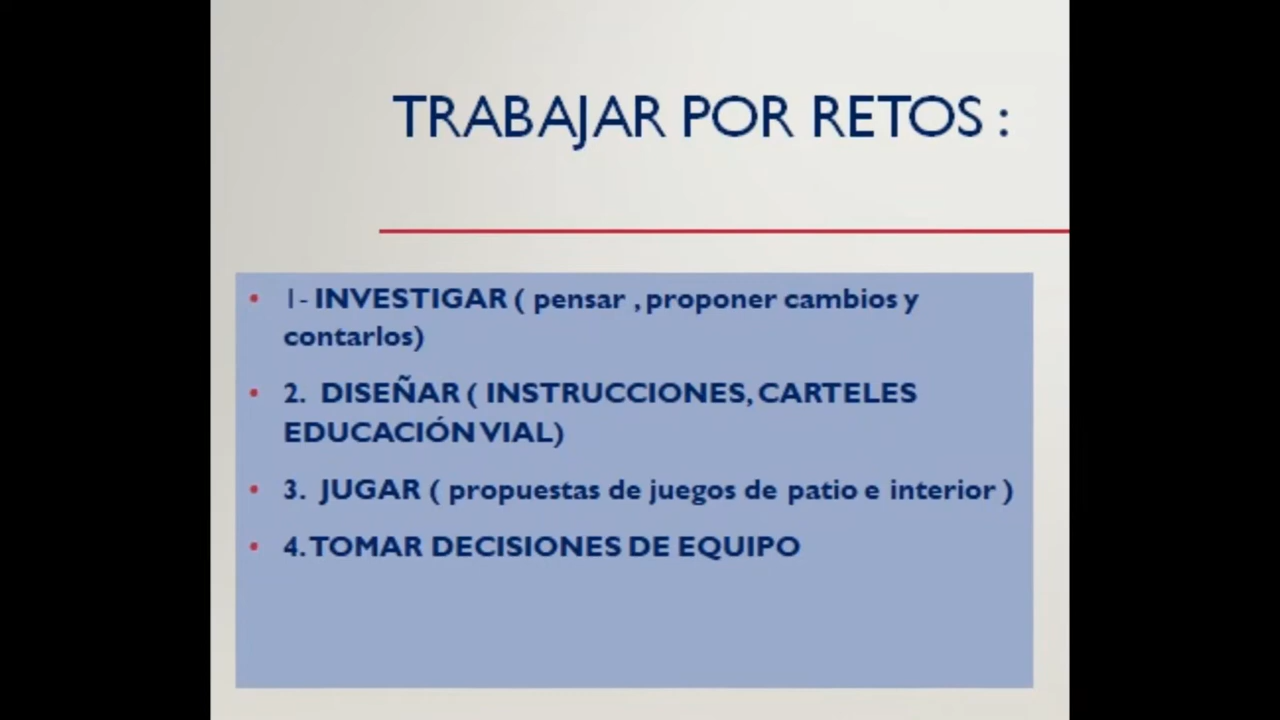 TRABAJAR POR RETOS :
• 1- INVESTIGAR ( pensar , proponer cambios y
contarlos)
• 2. DISEÑAR ( INSTRUCCIONES, CARTELES
EDUCACIÓN VIAL)
• 3. JUGAR ( propuestas de juegos de patio e interior )
• 4. TOMAR DECISIONES DE EQUIPO